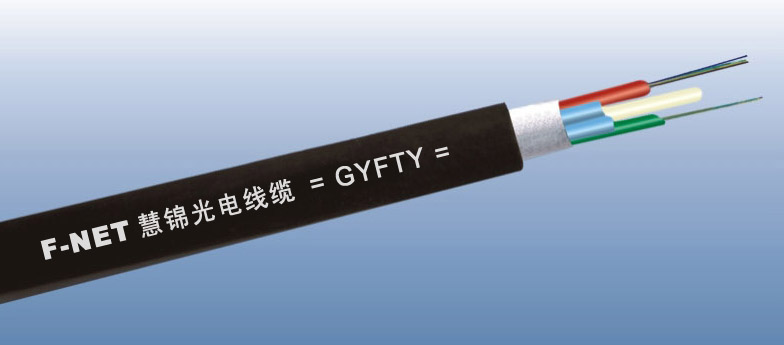 F-NET 慧锦光电线缆 = GYFTY =